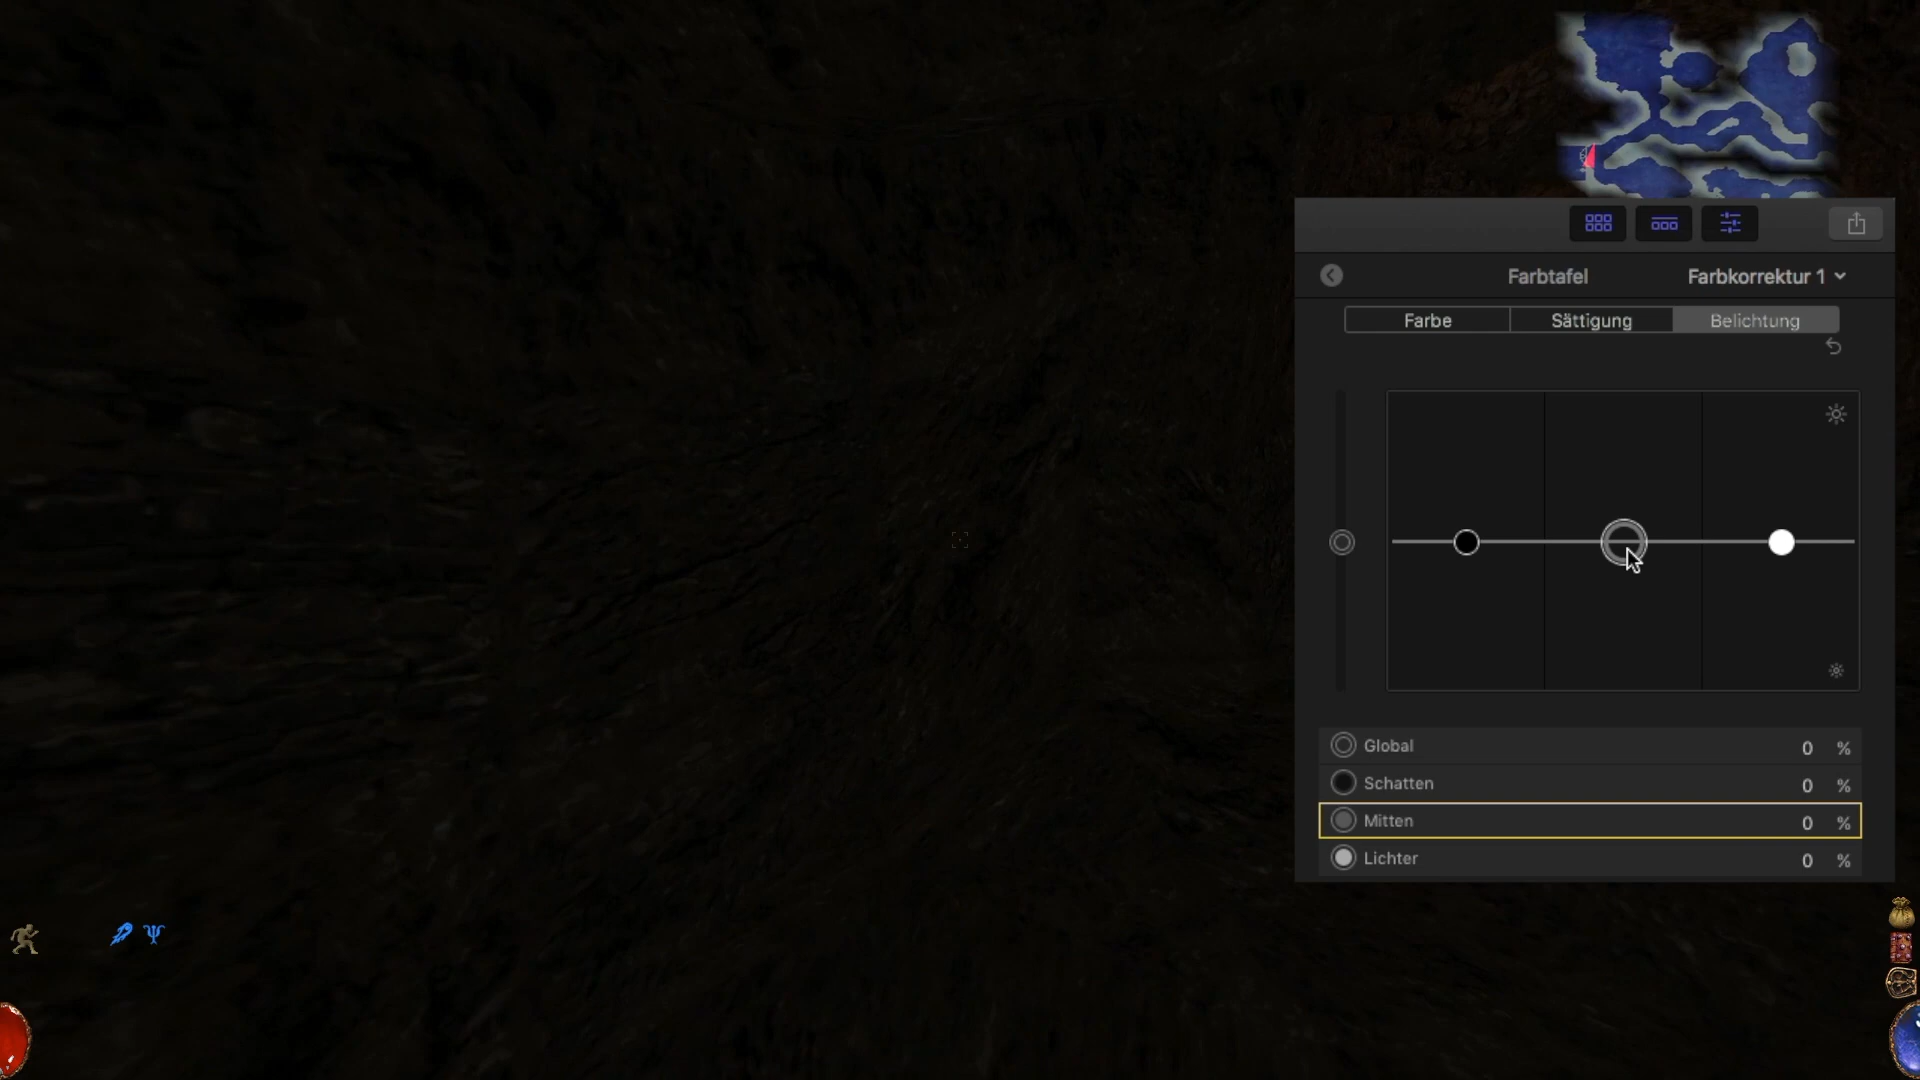 Farbtafel
Farbkorrektur 1
Farbe
Sättigung
Belichtung
Global 0 %
Schatten 0 %
Mitten 0 %
Lichter 0 %